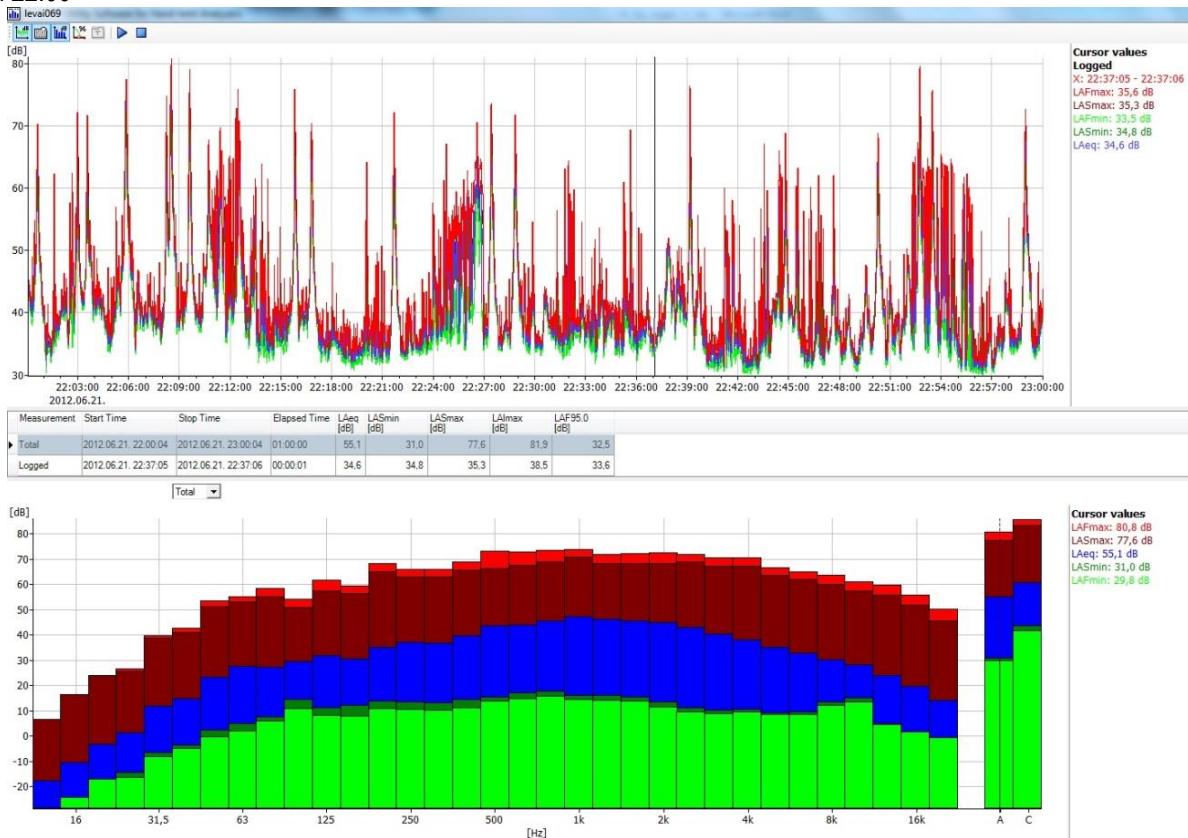 levai069
[dB]
80
70
60
50
40
30
22:03:00 22:06:00 22:09:00 22:12:00 22:15:00 22:18:00 22:21:00 22:24:00 22:27:00 22:30:00 22:33:00 22:36:00 22:39:00 22:42:00 22:45:00 22:48:00 22:51:00 22:54:00 22:57:00 23:00:00
2012.06.21.
Cursor values
Logged
X: 22:37:05 - 22:37:06
LAFmax: 35,6 dB
LASmax: 35,3 dB
LAFmin: 33,5 dB
LASmin: 34,8 dB
LAeq: 34,6 dB
Measurement Start Time Stop Time Elapsed Time LAeq [dB] LASmin [dB] LASmax [dB] LAImax [dB] LAF95.0 [dB]
Total 2012.06.21. 22:00:04 2012.06.21. 23:00:04 01:00:00 55,1 31,0 77,6 81,9 32,5
Logged 2012.06.21. 22:37:05 2012.06.21. 22:37:06 00:00:01 34,6 34,8 35,3 38,5 33,6
Total
[dB]
80
70
60
50
40
30
20
10
0
-10
-20
16 31,5 63 125 250 500 1k 2k 4k 8k 16k A C
[Hz]
Cursor values
LAFmax: 80,8 dB
LASmax: 77,6 dB
LAeq: 55,1 dB
LASmin: 31,0 dB
LAFmin: 29,8 dB